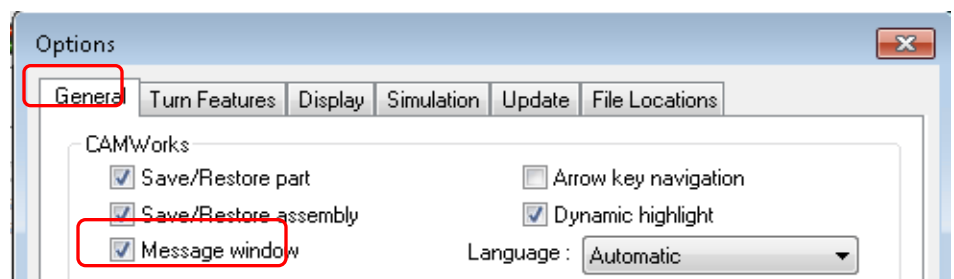 Options
General Turn Features Display Simulation Update File Locations
CAMWorks
Save/Restore part Arrow key navigation
Save/Restore assembly Dynamic highlight
Message window Language : Automatic